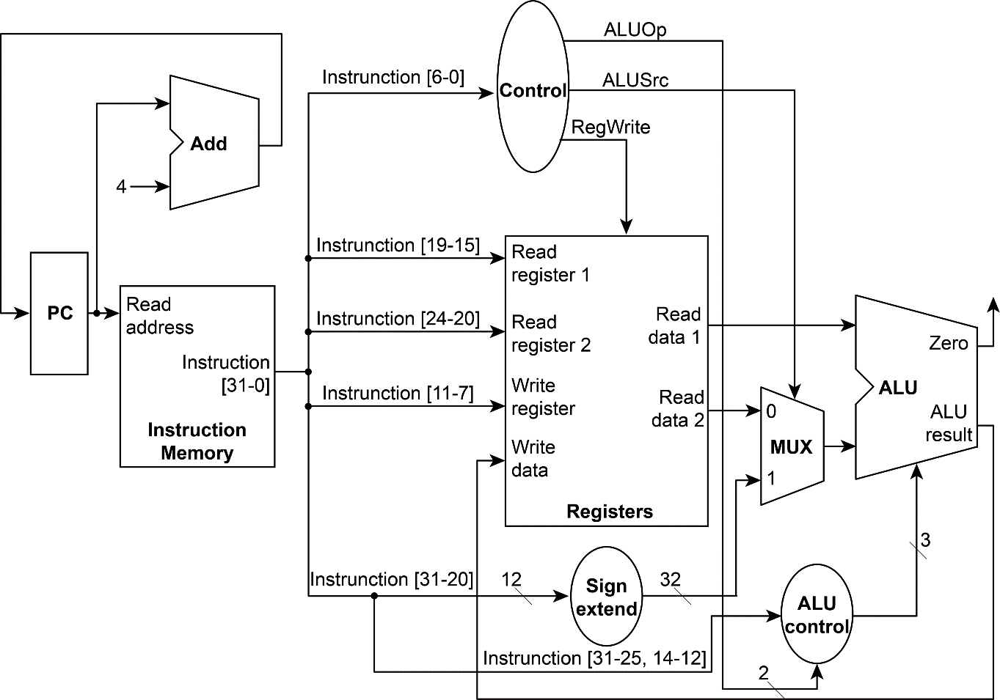 ALUOp
Instrunction [6-0]
Control
ALUSrc
RegWrite
Add
4
Instrunction [19-15]
Read
register 1
PC
Read
address
Instrunction [24-20]
Read
register 2
Read
data 1
Zero
Instruction
[31-0]
Instrunction [11-7]
Write
register
Read
data 2
0
MUX
1
ALU
ALU
result
Instruction
Memory
Write
data
Registers
3
Instrunction [31-20]
12
Sign
extend
32
ALU
control
Instrunction [31-25, 14-12]
2